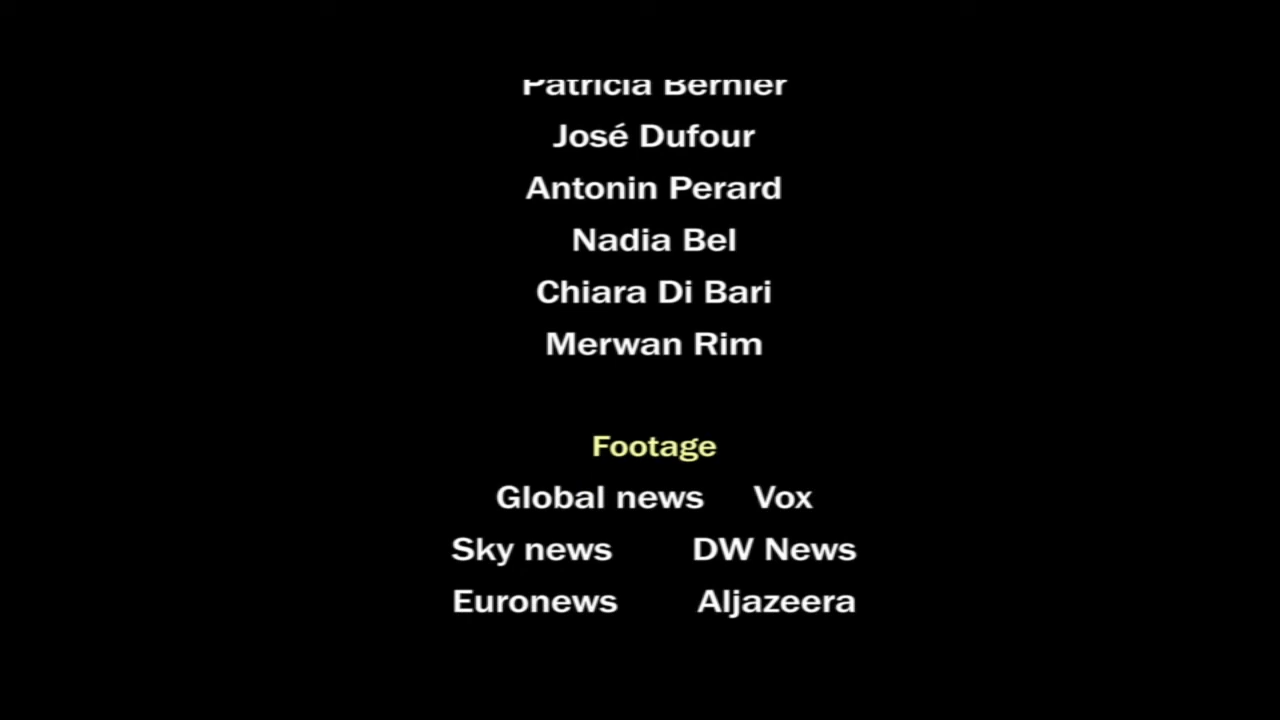 Patricia Bernier
José Dufour
Antonin Perard
Nadia Bel
Chiara Di Bari
Merwan Rim
Footage
Global news Vox
Sky news DW News
Euronews Aljazeera